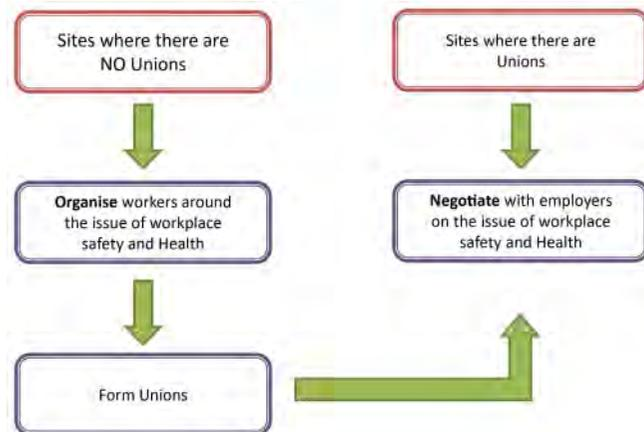 Sites where there are
NO Unions
Sites where there are
Unions
Organise workers around
the issue of workplace
safety and Health
Negotiate with employers
on the issue of workplace
safety and Health
Form Unions